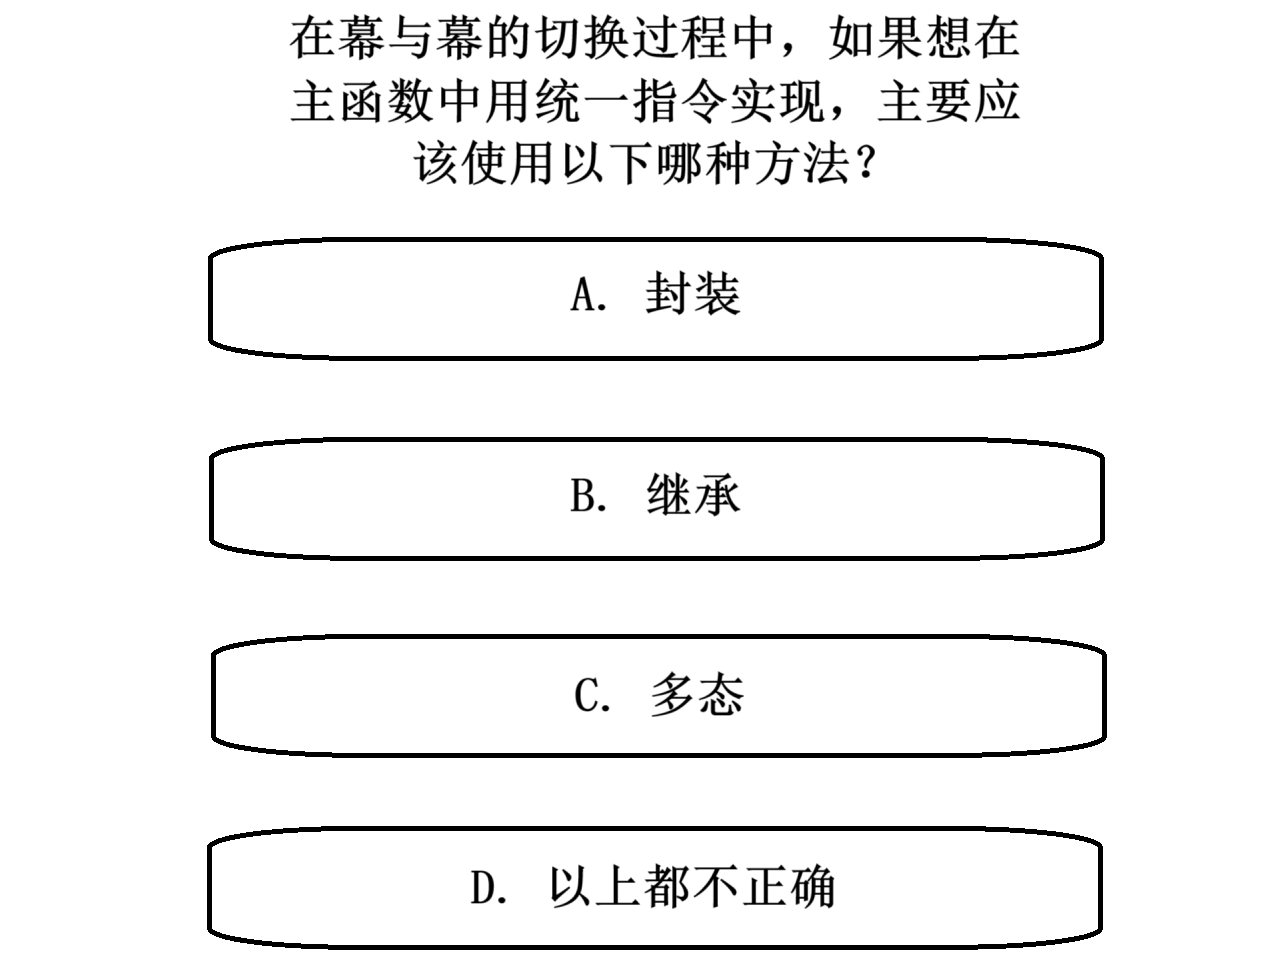 在幕与幕的切换过程中，如果想在
主函数中用统一指令实现，主要应
该使用以下哪种方法？
A. 封装
B. 继承
C. 多态
D. 以上都不正确